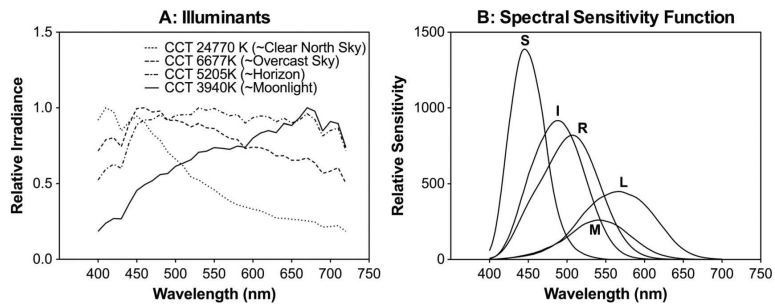 A: Illuminants
Relative Irradiance
1.5
1.0
0.5
0.0
CCT 24770 K (~Clear North Sky)
CCT 6677K (~Overcast Sky)
CCT 5205K (~Horizon)
CCT 3940K (~Moonlight)
350 400 450 500 550 600 650 700 750
Wavelength (nm)
B: Spectral Sensitivity Function
Relative Sensitivity
1500
1000
500
0
S
I
R
L
M
350 400 450 500 550 600 650 700 750
Wavelength (nm)